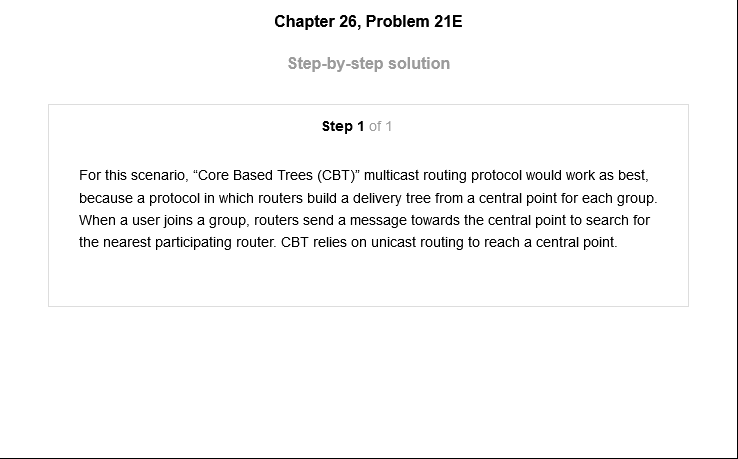 Chapter 26, Problem 21E
Step-by-step solution
Step 1 of 1
For this scenario, “Core Based Trees (CBT)” multicast routing protocol would work as best,
because a protocol in which routers build a delivery tree from a central point for each group.
When a user joins a group, routers send a message towards the central point to search for
the nearest participating router. CBT relies on unicast routing to reach a central point.